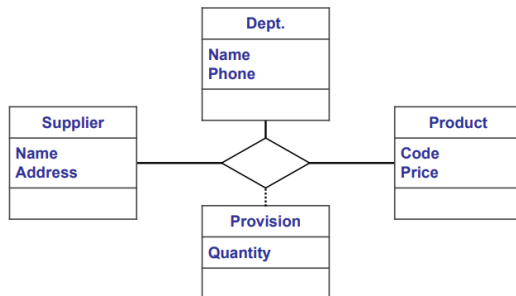 Dept.
Name
Phone
Supplier
Name
Address
Product
Code
Price
Provision
Quantity